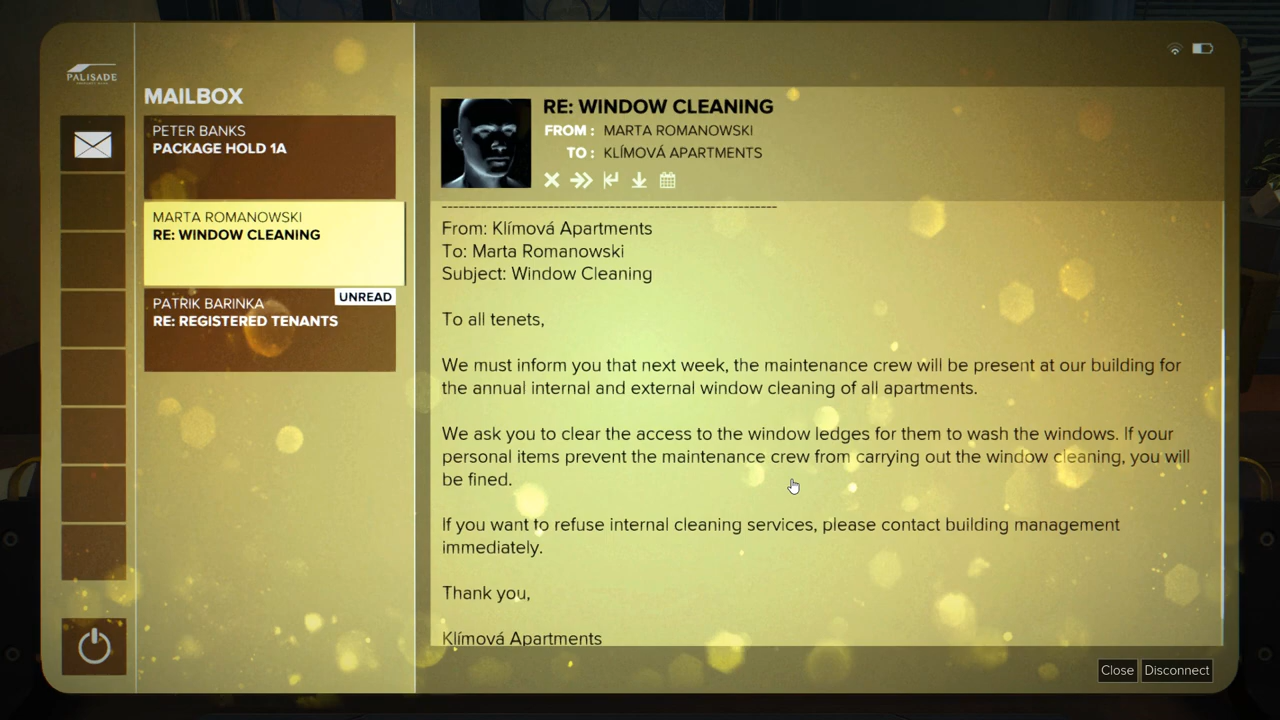 PALISADE
MAILBOX
PETER BANKS
PACKAGE HOLD 1A
MARTA ROMANOWSKI
RE: WINDOW CLEANING
UNREAD
PATRIK BARINKA
RE: REGISTERED TENANTS
RE: WINDOW CLEANING
FROM : MARTA ROMANOWSKI
TO : KLÍMOVÁ APARTMENTS
------------------------------------------------------------
From: Klímová Apartments
To: Marta Romanowski
Subject: Window Cleaning
To all tenets,
We must inform you that next week, the maintenance crew will be present at our building for
the annual internal and external window cleaning of all apartments.
We ask you to clear the access to the window ledges for them to wash the windows. If your
personal items prevent the maintenance crew from carrying out the window cleaning, you will
be fined.
If you want to refuse internal cleaning services, please contact building management
immediately.
Thank you,
Klímová Apartments
Close Disconnect